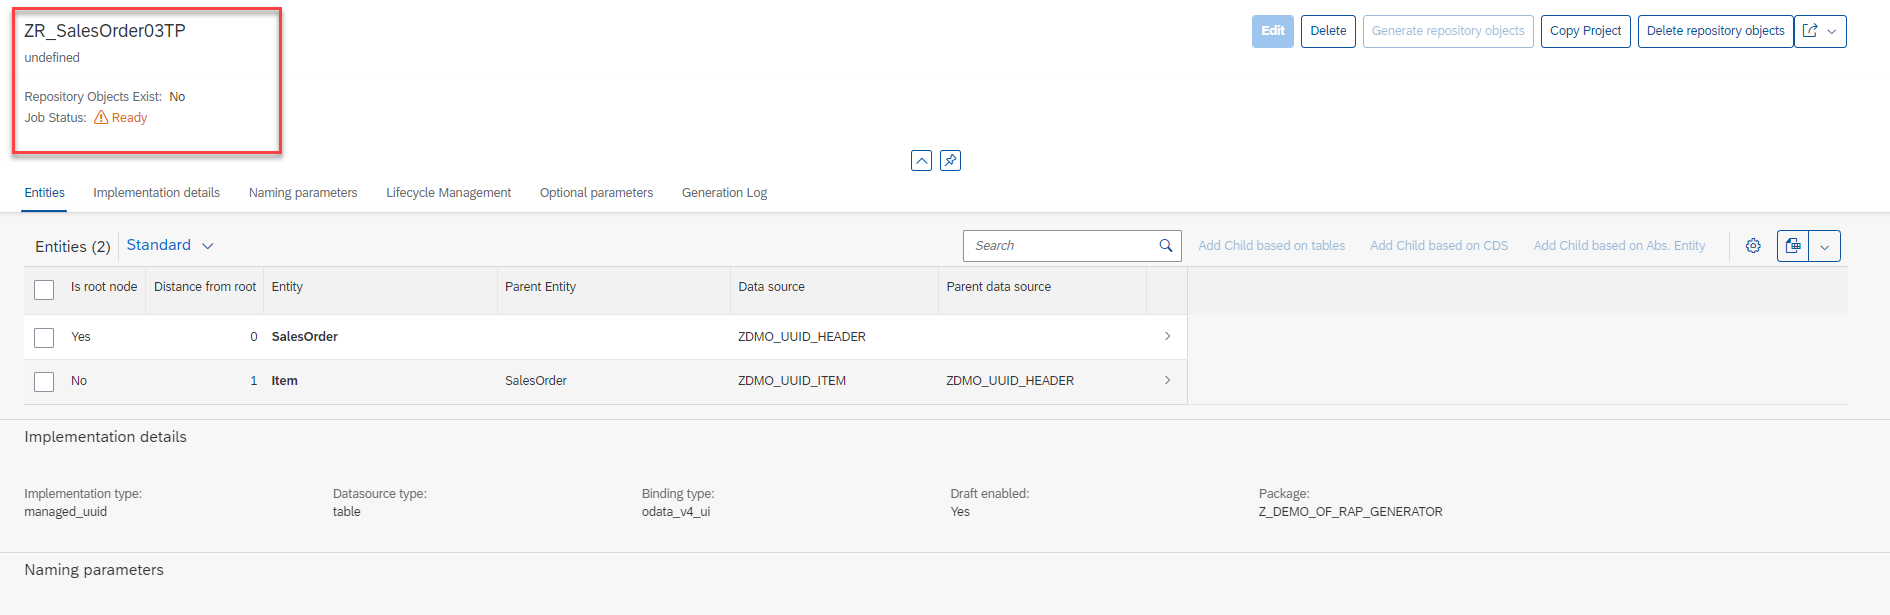 ZR_SalesOrder03TP
undefined
Repository Objects Exist: No
Job Status: Ready
Edit Delete Generate repository objects Copy Project Delete repository objects
Entities Implementation details Naming parameters Lifecycle Management Optional parameters Generation Log
Entities (2) Standard Search Add Child based on tables Add Child based on CDS Add Child based on Abs. Entity
Is root node Distance from root Entity Parent Entity Data source Parent data source
Yes 0 SalesOrder ZDMO_UUID_HEADER
No 1 Item SalesOrder ZDMO_UUID_ITEM ZDMO_UUID_HEADER
Implementation details
Implementation type: Datasource type: Binding type: Draft enabled: Package:
managed_uuid table odata_v4_ui Yes Z_DEMO_OF_RAP_GENERATOR
Naming parameters